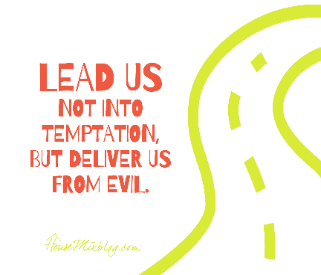 LEAD US
NOT INTO
TEMPTATION,
BUT DELIVER US
FROM EVIL.
HouseMixblog.com